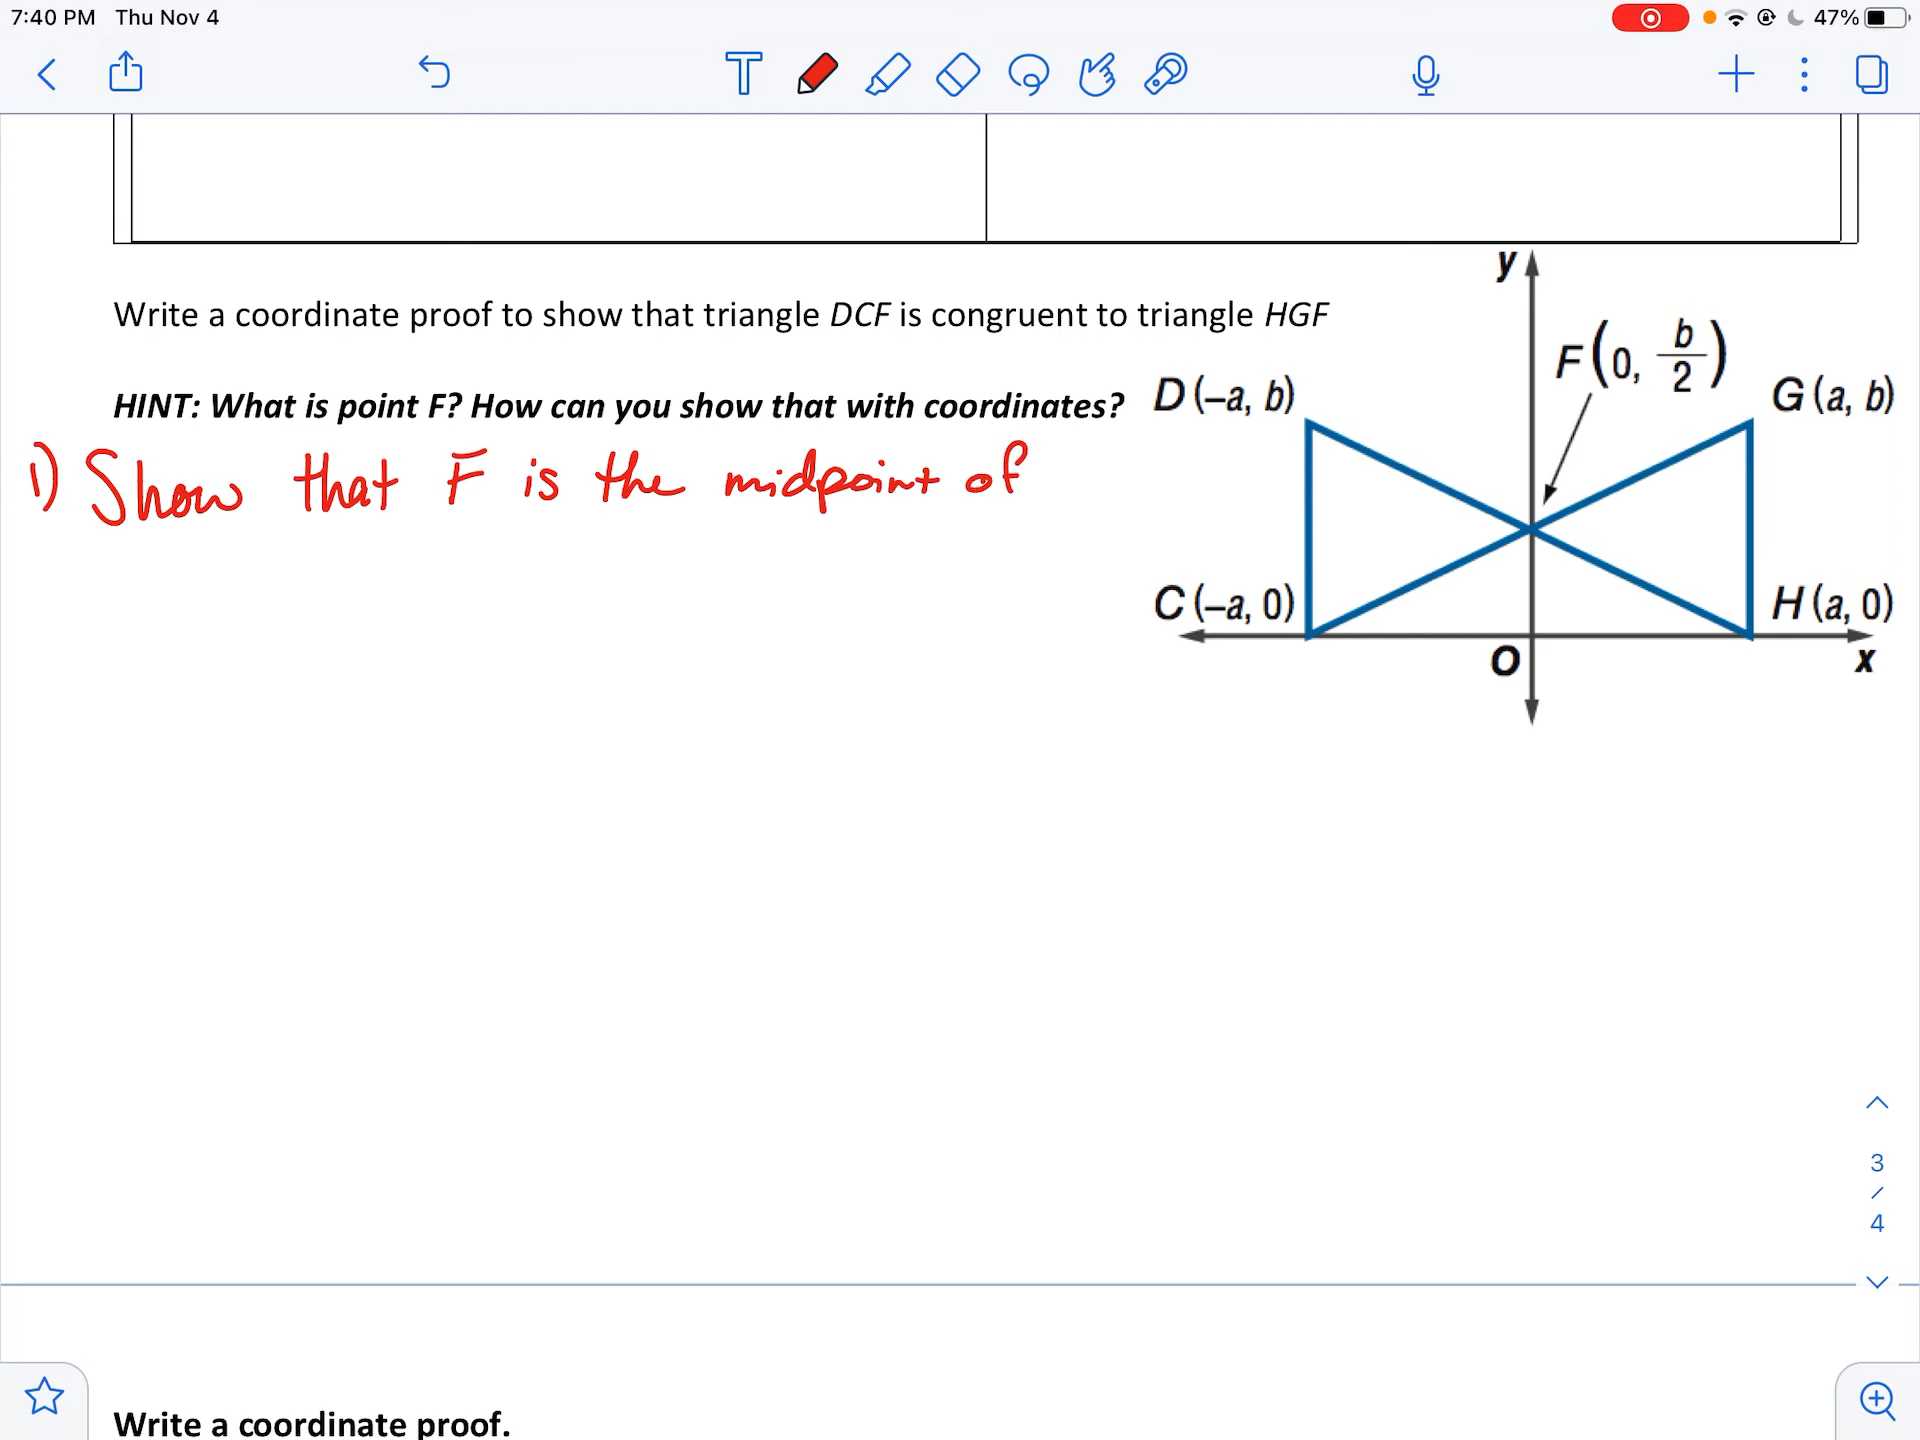 7:40 PM Thu Nov 4
47%
T
Write a coordinate proof to show that triangle DCF is congruent to triangle HGF
HINT: What is point F? How can you show that with coordinates?
1) Show that F is the midpoint of
y
F(0, b/2)
D(–a, b)
G(a, b)
C(–a, 0)
H(a, 0)
O
x
3
/
4
Write a coordinate proof.